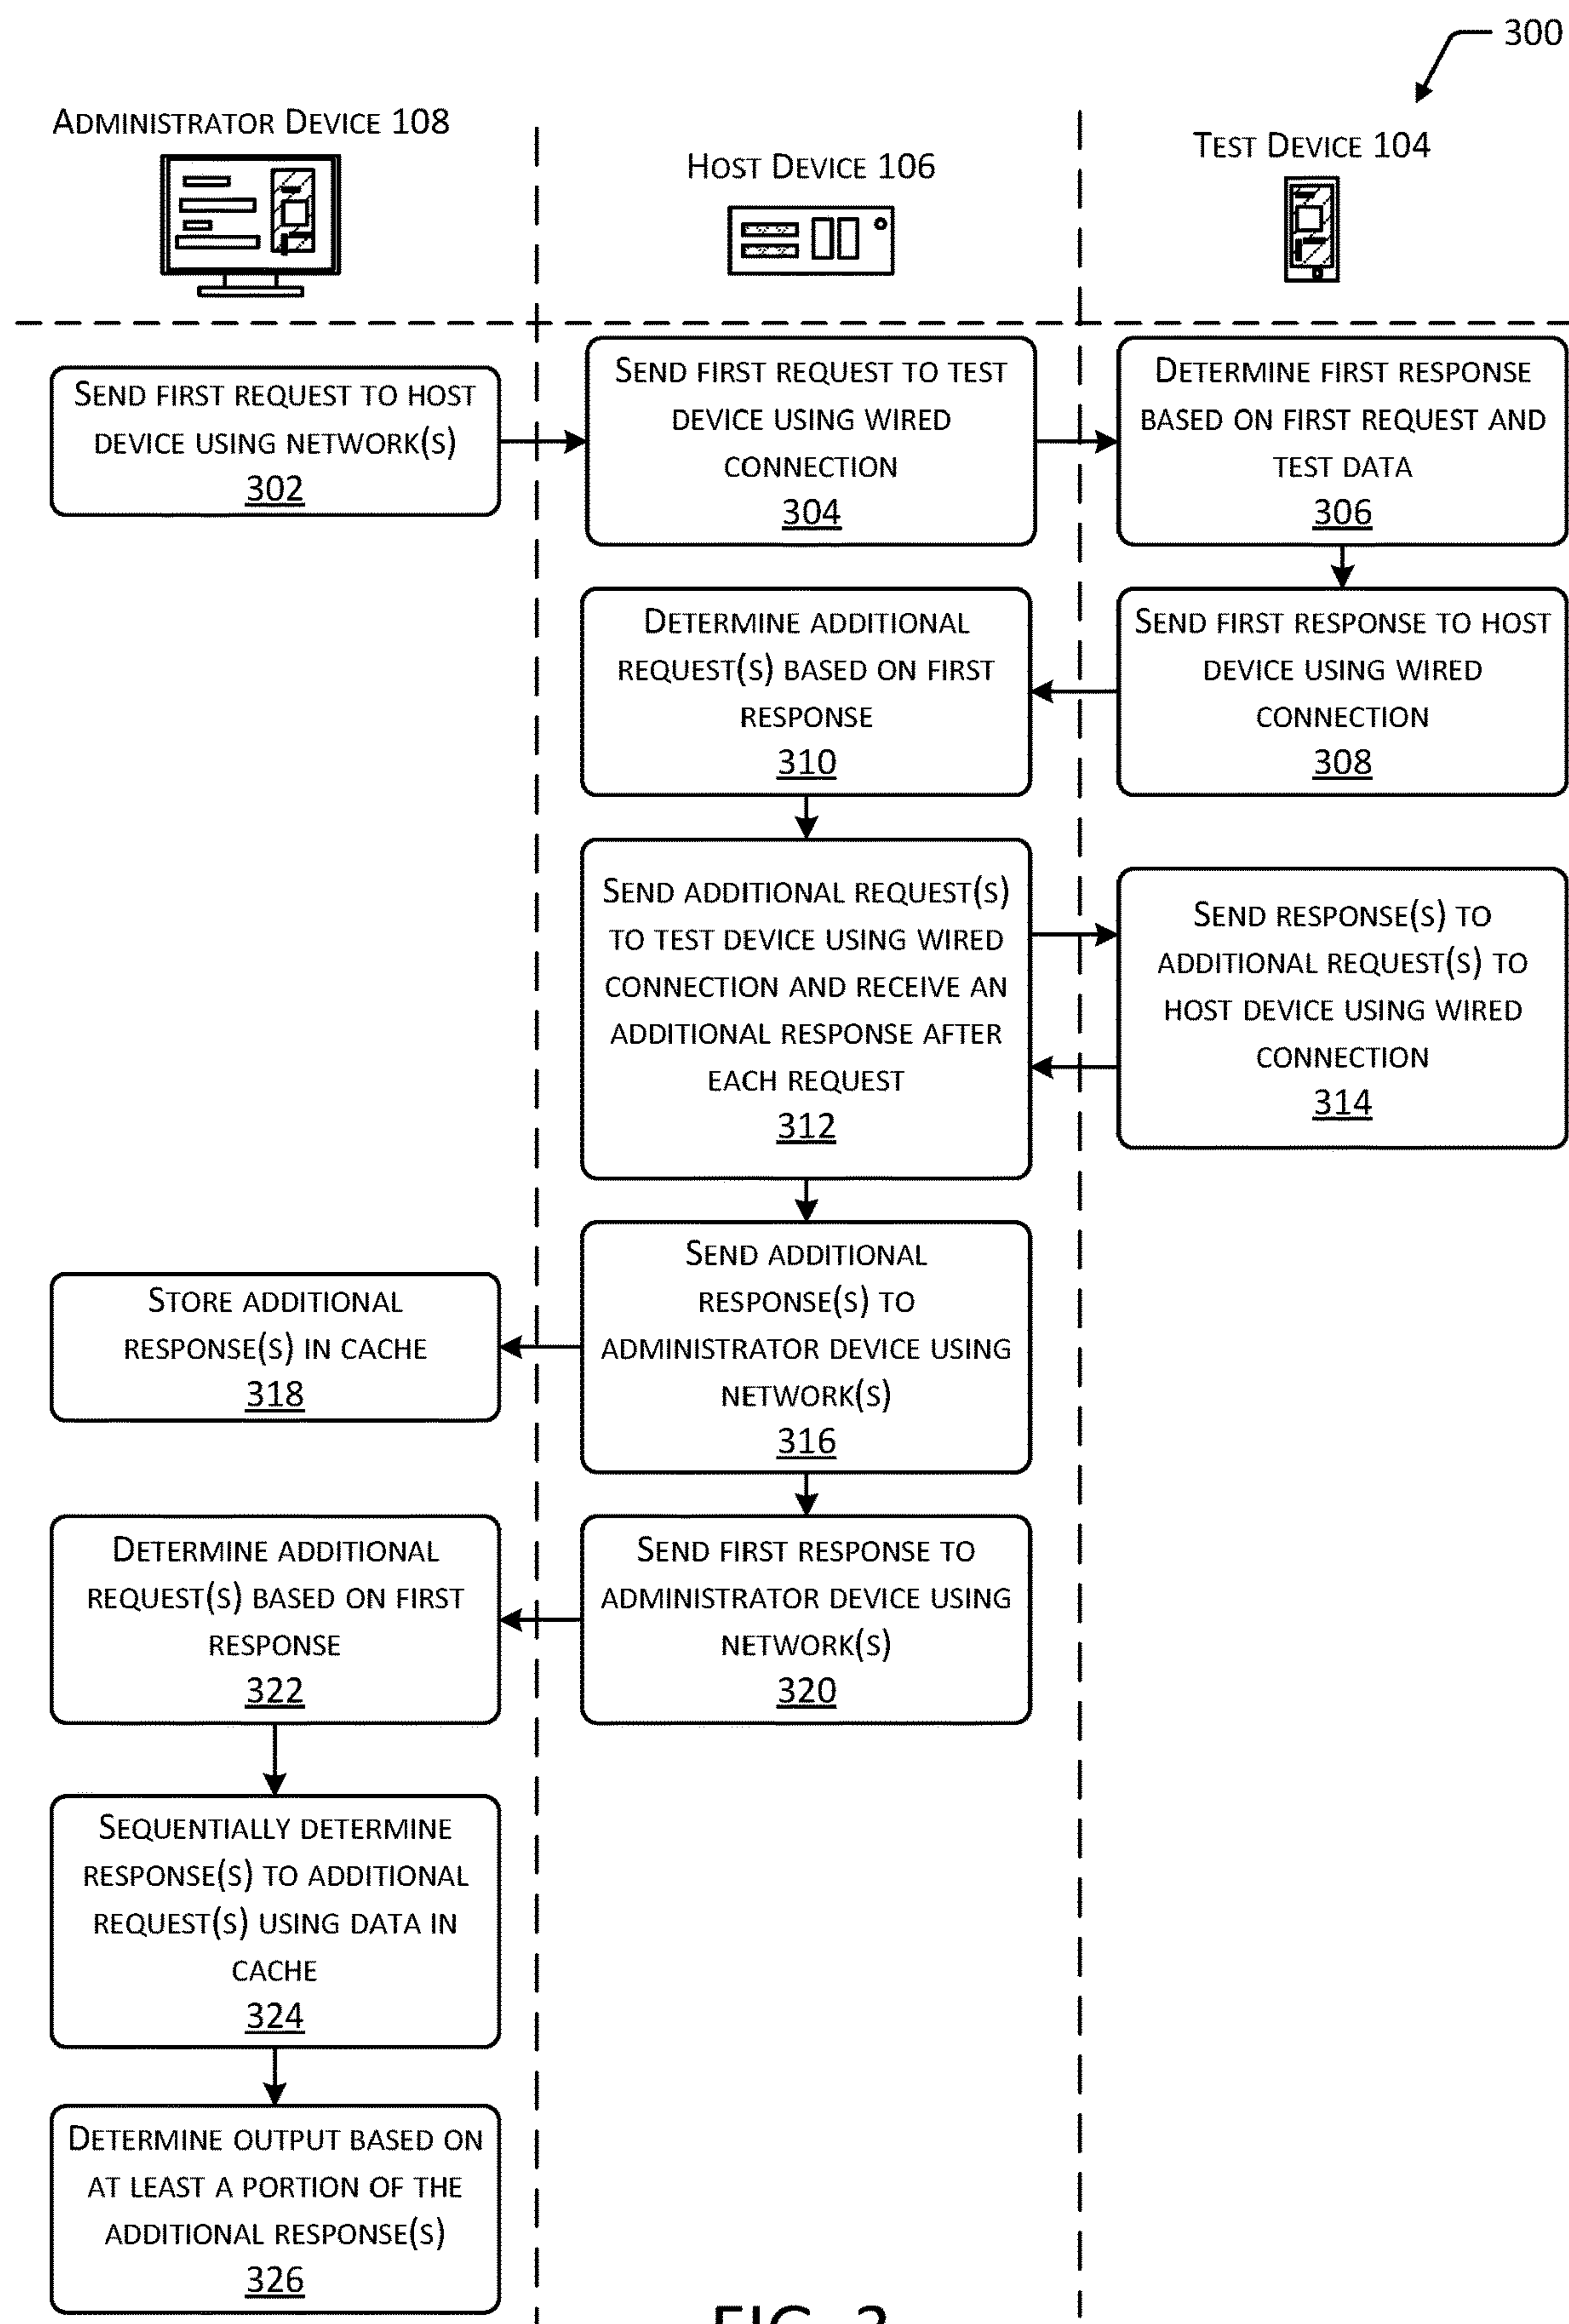 300
Administrator Device 108
Host Device 106
Test Device 104
Send first request to host
device using network(s)
302
Send first request to test
device using wired
connection
304
Determine first response
based on first request and
test data
306
Determine additional
request(s) based on first
response
310
Send first response to host
device using wired
connection
308
Send additional request(s)
to test device using wired
connection and receive an
additional response after
each request
312
Send response(s) to
additional request(s) to
host device using wired
connection
314
Send additional
response(s) to
administrator device using
network(s)
316
Store additional
response(s) in cache
318
Send first response to
administrator device using
network(s)
320
Determine additional
request(s) based on first
response
322
Sequentially determine
response(s) to additional
request(s) using data in
cache
324
Determine output based on
at least a portion of the
additional response(s)
326